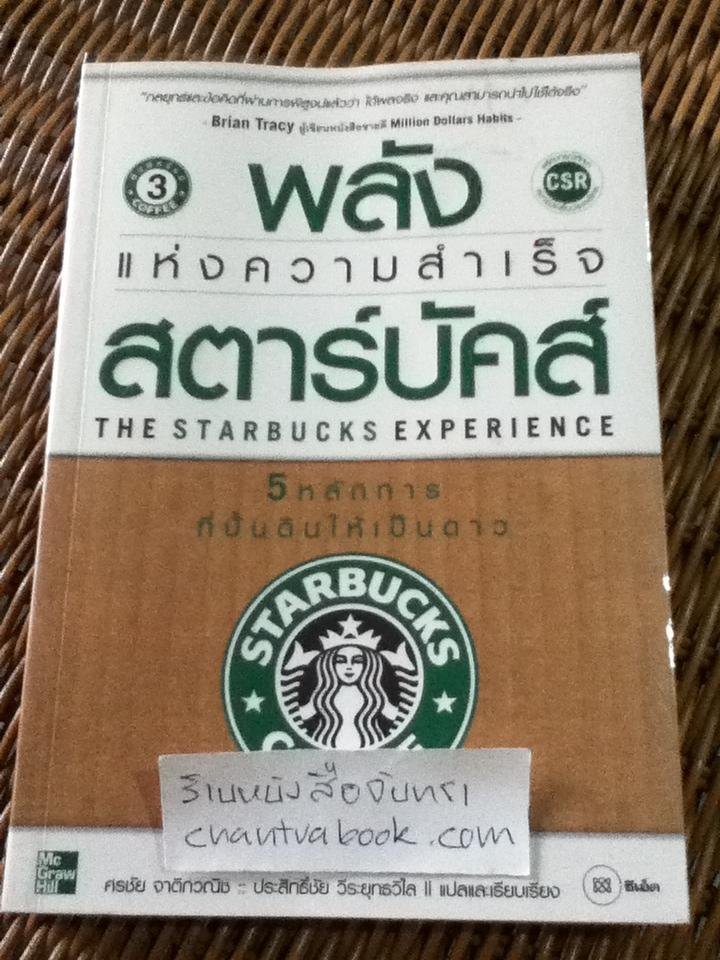 "กลยุทธ์และข้อคิดที่ผ่านการพิสูจน์แล้วว่า ได้ผลจริง และคุณสามารถนำไปใช้ได้จริง"
- Brian Tracy ผู้เขียนหนังสือขายดี Million Dollars Habits -
3
COFFEE
CSR
พลัง
แห่งความสำเร็จ
สตาร์บัคส์
THE STARBUCKS EXPERIENCE
5 หลักการ
ที่ปั้นดินให้เป็นดาว
STARBUCKS
ร้านหนังสือจันทรา
chantrabook.com
Mc
Graw
Hill
ศรชัย จาติกวณิช :: ประสิทธิ์ชัย วีระยุทธวิไล || แปลและเรียบเรียง
ซีเอ็ด